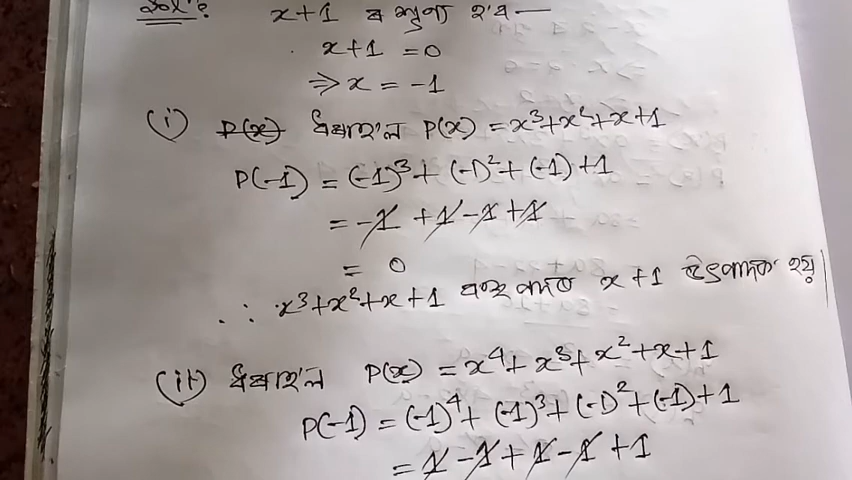 x+1 ৰ শূন্য হ'ব —
x+1 = 0
⇒ x = -1
(i) P(x) ধৰাহ'ল P(x) = x³+x²+x+1
P(-1) = (-1)³ + (-1)² + (-1) + 1
= -1 + 1 - 1 + 1
= 0
∴ x³+x²+x+1 x+1 উৎপাদক হয়।
(ii) ধৰাহ'ল P(x) = x⁴+x³+x²+x+1
P(-1) = (-1)⁴ + (-1)³ + (-1)² + (-1) + 1
= 1 - 1 + 1 - 1 + 1